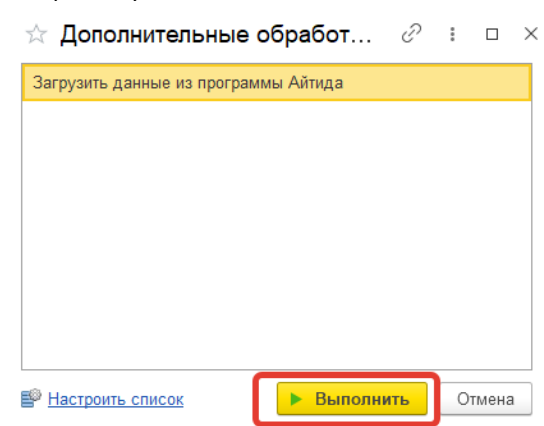 Дополнительные обработ...
Загрузить данные из программы Айтида
Настроить список
Выполнить
Отмена